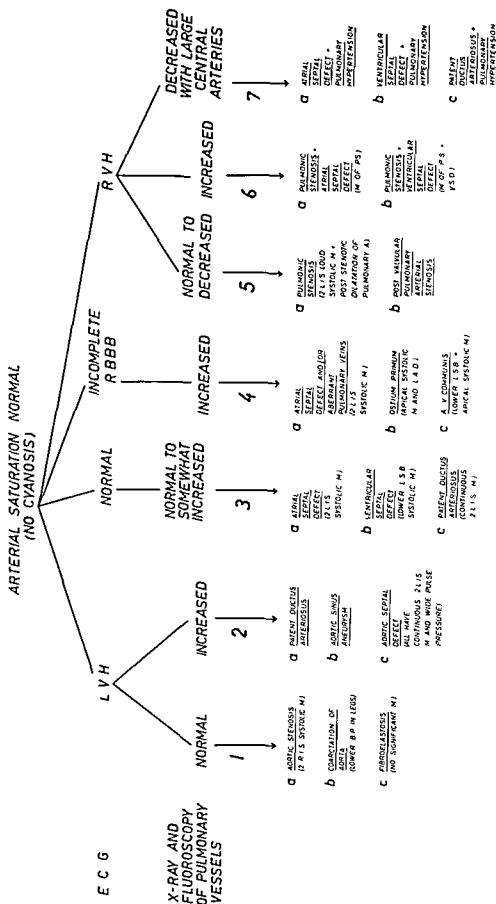 ARTERIAL SATURATION NORMAL
(NO CYANOSIS)
E C G
L V H
NORMAL
INCOMPLETE
R B B B
R V H
X-RAY AND
FLUOROSCOPY
OF PULMONARY
VESSELS
NORMAL
INCREASED
NORMAL TO
SOMEWHAT
INCREASED
INCREASED
NORMAL TO
DECREASED
INCREASED
DECREASED
WITH LARGE
CENTRAL
ARTERIES
1
2
3
4
5
6
7
a AORTIC STENOSIS
(2 R I S SYSTOLIC M)
b COARCTATION OF
AORTA
(LOWER B P IN LEGS)
c FIBROELASTOSIS
(NO SIGNIFICANT M)
a PATENT DUCTUS
ARTERIOSUS
b AORTIC SINUS
ANEURYSM
c AORTIC SEPTAL
DEFECT
(ALL HAVE
CONTINUOUS 2 L I S
M AND WIDE PULSE
PRESSURE)
a ATRIAL
SEPTAL
DEFECT
(2 L I S
SYSTOLIC M)
b VENTRICULAR
SEPTAL
DEFECT
(LOWER L S B
SYSTOLIC M)
c PATENT DUCTUS
ARTERIOSUS
(CONTINUOUS
2 L I S M)
a ATRIAL
SEPTAL
DEFECT AND/OR
ABERRANT
PULMONARY VEINS
(2 L I S
SYSTOLIC M)
b OSTIUM PRIMUM
(APICAL SYSTOLIC
M AND L A D)
c A. V COMMUNIS
(LOWER L S B +
APICAL SYSTOLIC M)
a PULMONIC
STENOSIS
(2 L I S LOUD
SYSTOLIC M +
POST STENOTIC
DILATATION OF
PULMONARY A)
b POST VALVULAR
PULMONARY
ARTERIAL
STENOSIS
a PULMONIC
STENOSIS +
ATRIAL
SEPTAL
DEFECT
(M OF PS)
b PULMONIC
STENOSIS +
VENTRICULAR
SEPTAL
DEFECT
(M OF P S +
V S D)
a ATRIAL
SEPTAL
DEFECT +
PULMONARY
HYPERTENSION
b VENTRICULAR
SEPTAL
DEFECT +
PULMONARY
HYPERTENSION
c PATENT
DUCTUS
ARTERIOSUS +
PULMONARY
HYPERTENSION